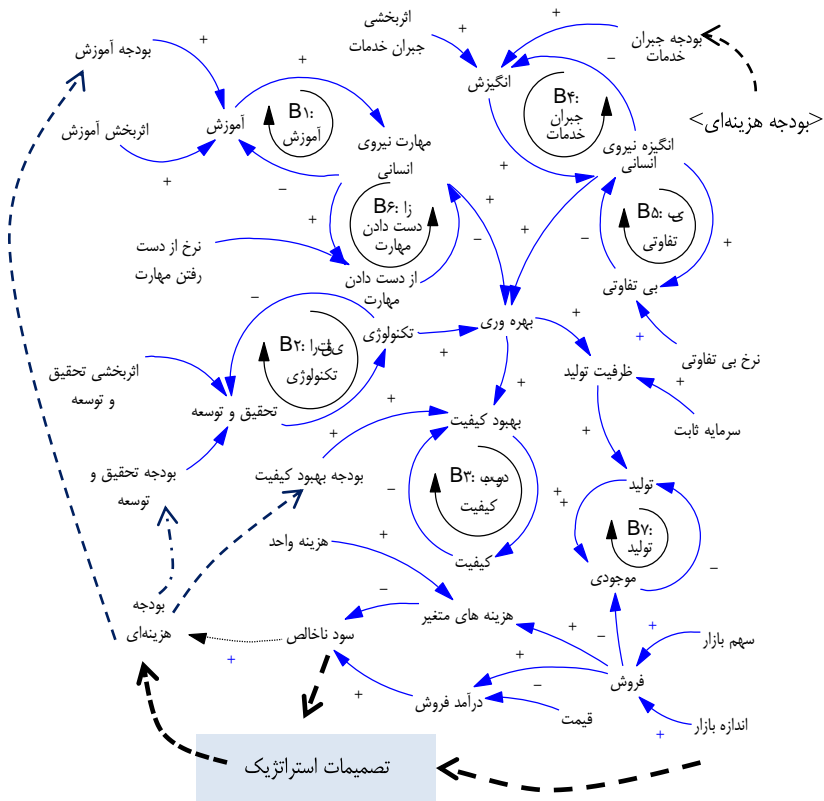 اثربخشی
جبران خدمات
بودجه جبران
خدمات
بودجه آموزش
انگیزش
<بودجه هزینه‌ای>
B۱:
آموزش
B۴:
جبران
خدمات
اثربخش آموزش
آموزش
مهارت نیروی
انسانی
انگیزه نیروی
انسانی
B۶: از
دست دادن
مهارت
B۵: بی
تفاوتی
نرخ از دست
رفتن مهارت
از دست دادن
مهارت
بی تفاوتی
تکنولوژی
بهره وری
B۲: ارتقای
تکنولوژی
نرخ بی تفاوتی
ظرفیت تولید
اثربخشی تحقیق
و توسعه
تحقیق و توسعه
بهبود کیفیت
سرمایه ثابت
بودجه تحقیق و
توسعه
بودجه بهبود کیفیت
B۳: بهبود
کیفیت
تولید
B۷:
تولید
هزینه واحد
کیفیت
موجودی
بودجه
هزینه‌ای
سود ناخالص
هزینه های متغیر
سهم بازار
فروش
درآمد فروش
قیمت
اندازه بازار
تصمیمات استراتژیک